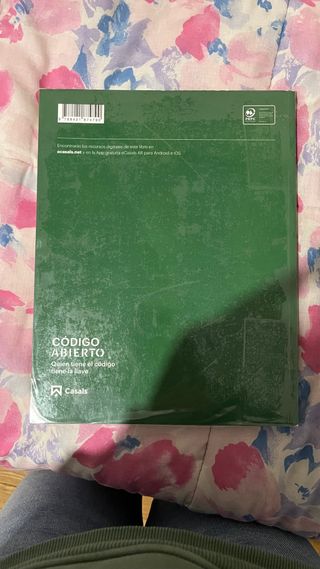 Encontrarás los recursos digitales de este libro en
ecasals.net y en la App gratuita eCasals AR para Android e iOS
CÓDIGO
ABIERTO
Quien tiene el código
tiene la llave
Casals